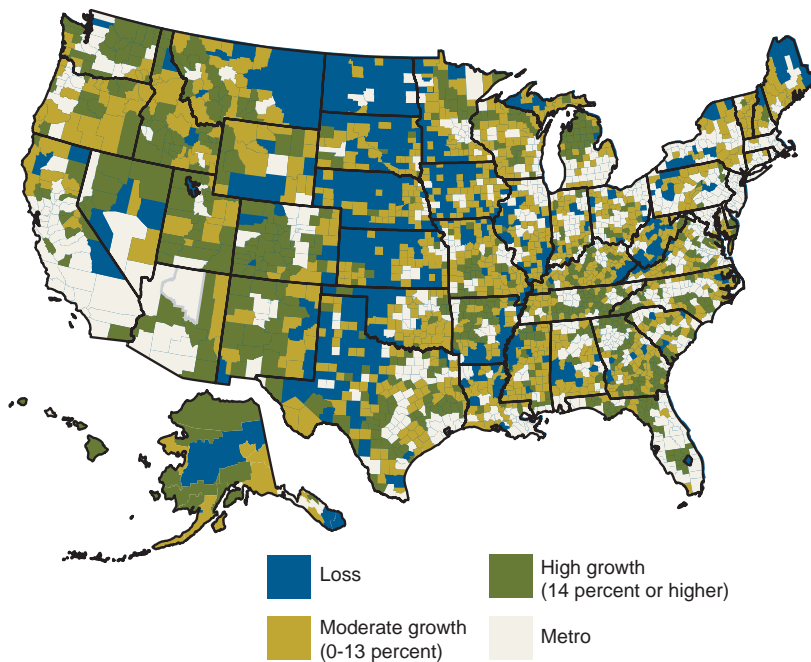 Loss
High growth
(14 percent or higher)
Moderate growth
(0-13 percent)
Metro